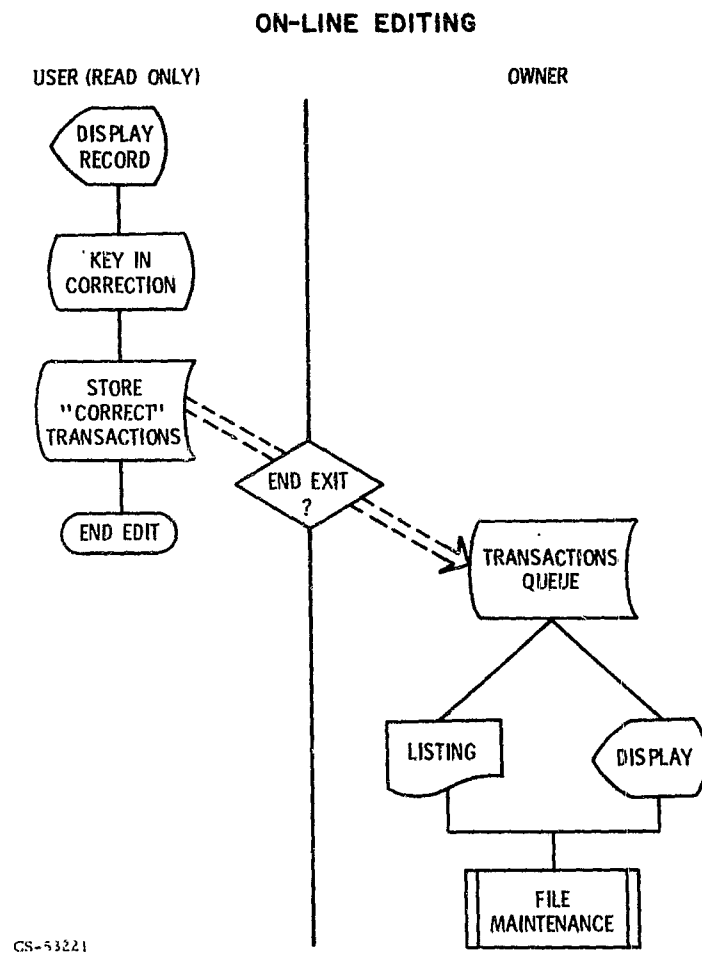 ON-LINE EDITING
USER (READ ONLY)
OWNER
DISPLAY
RECORD
KEY IN
CORRECTION
STORE
"CORRECT"
TRANSACTIONS
END EXIT
?
END EDIT
TRANSACTIONS
QUEUE
LISTING
DISPLAY
FILE
MAINTENANCE
CS-53221